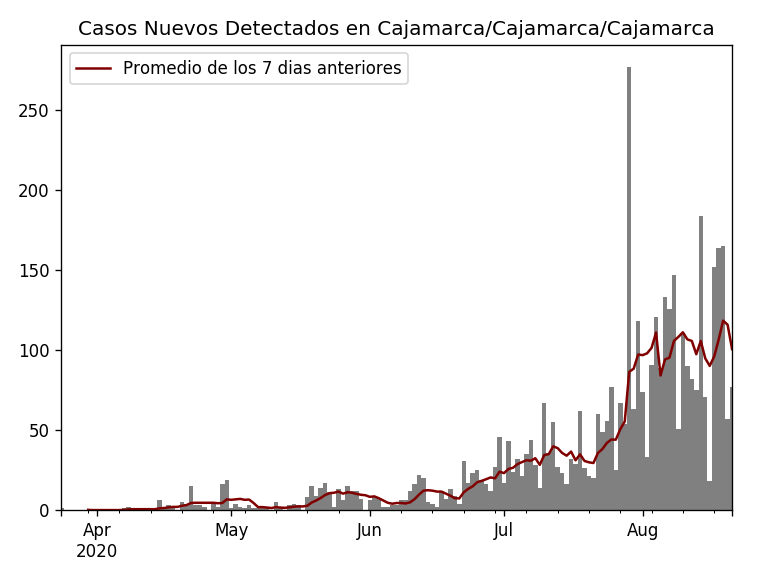 Casos Nuevos Detectados en Cajamarca/Cajamarca/Cajamarca
Promedio de los 7 dias anteriores
250
200
150
100
50
0
Apr May Jun Jul Aug
2020